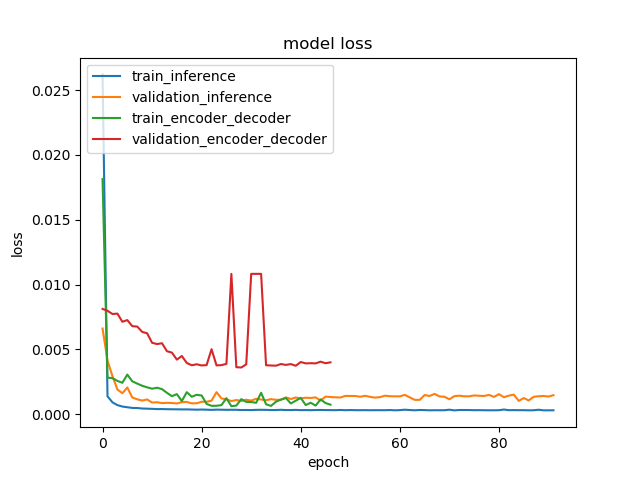 model loss
train_inference
validation_inference
train_encoder_decoder
validation_encoder_decoder
0.025
0.020
0.015
0.010
0.005
0.000
loss
0 20 40 60 80
epoch